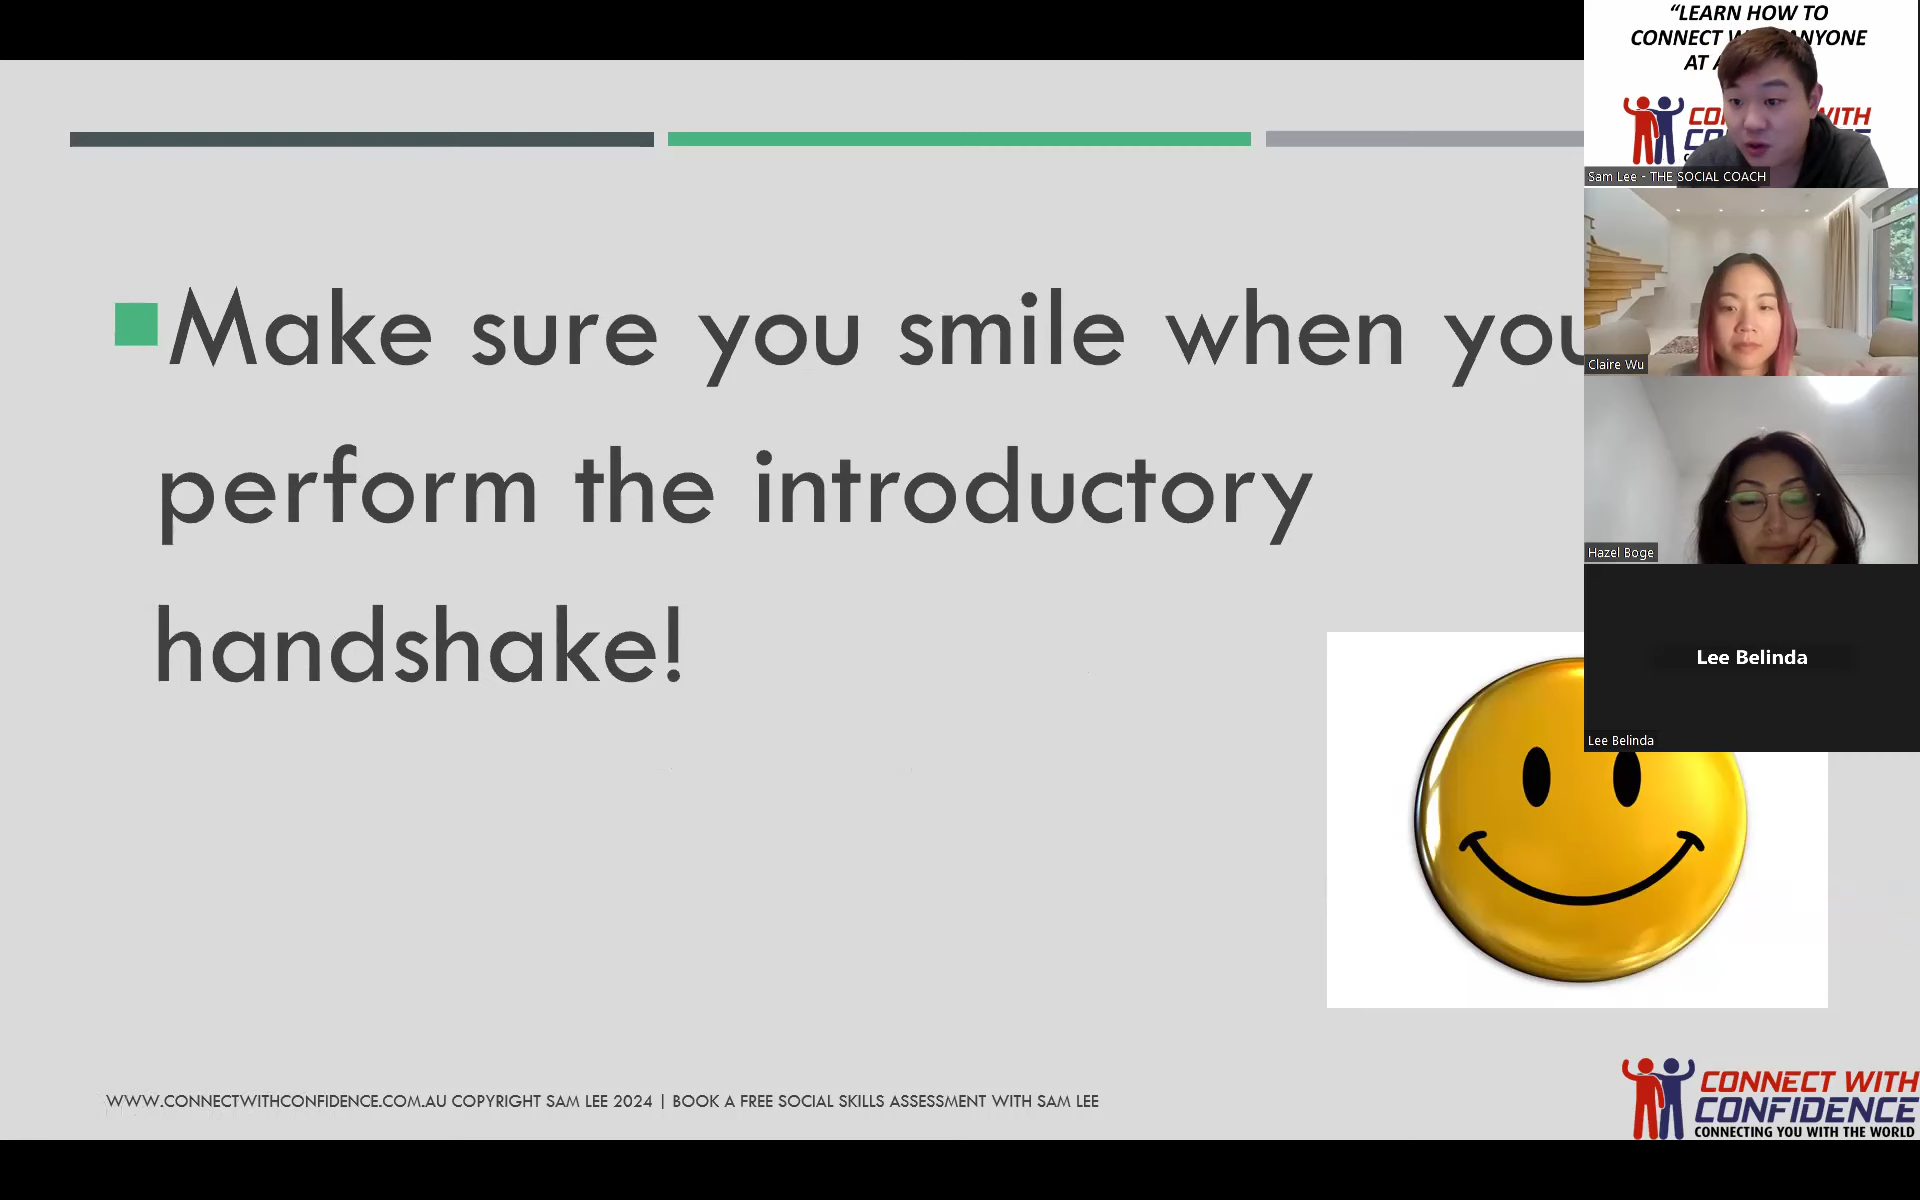 Make sure you smile when you
perform the introductory
handshake!
WWW.CONNECTWITHCONFIDENCE.COM.AU COPYRIGHT SAM LEE 2024 | BOOK A FREE SOCIAL SKILLS ASSESSMENT WITH SAM LEE
CONNECT WITH
CONFIDENCE
CONNECTING YOU WITH THE WORLD
“LEARN HOW TO
CONNECT ANYONE
AT
WITH
Sam Lee - THE SOCIAL COACH
Claire Wu
Hazel Boge
Lee Belinda
Lee Belinda